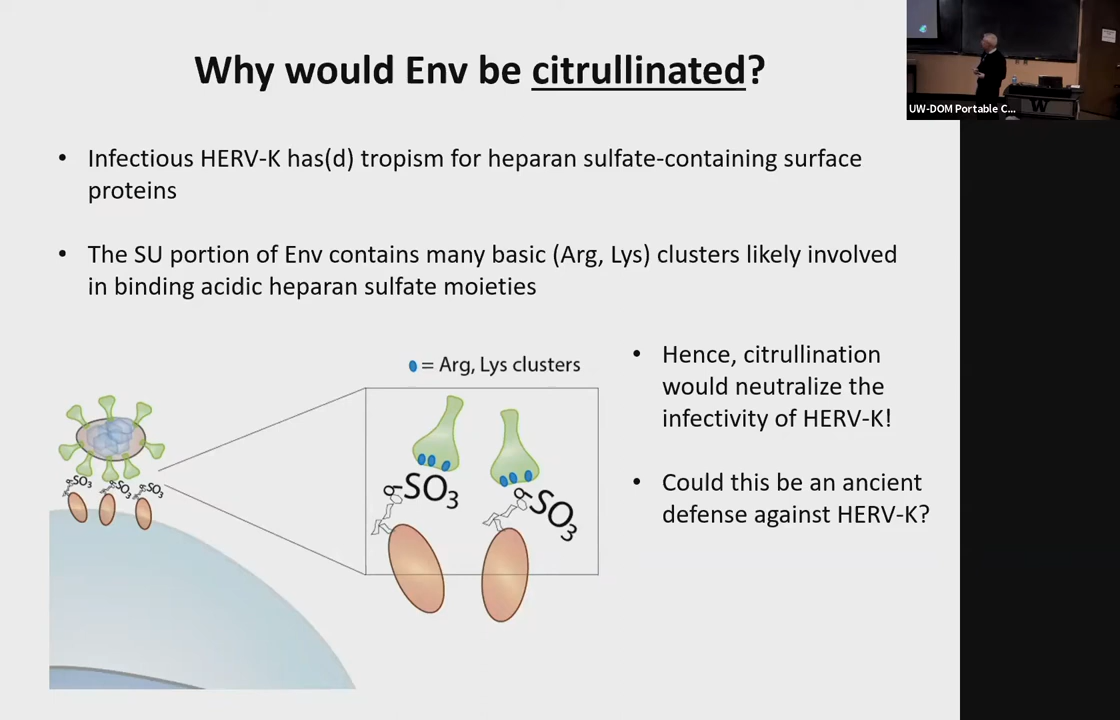 Why would Env be citrullinated?
UW-DOM Portable C...
• Infectious HERV-K has(d) tropism for heparan sulfate-containing surface
proteins
• The SU portion of Env contains many basic (Arg, Lys) clusters likely involved
in binding acidic heparan sulfate moieties
= Arg, Lys clusters
SO3
SO3
SO3
SO3
SO3
• Hence, citrullination
would neutralize the
infectivity of HERV-K!
• Could this be an ancient
defense against HERV-K?
W